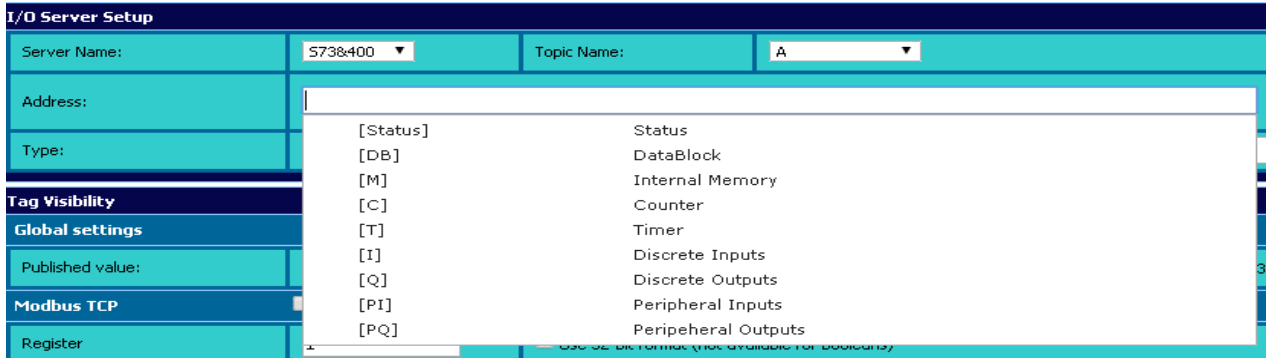 I/O Server Setup
Server Name: S73&400 Topic Name: A
Address:
[Status] Status
[DB] DataBlock
Type:
[M] Internal Memory
Tag Visibility
[C] Counter
Global settings
[T] Timer
[I] Discrete Inputs
Published value:
[Q] Discrete Outputs
Modbus TCP
[PI] Peripheral Inputs
[PQ] Peripeheral Outputs
Register